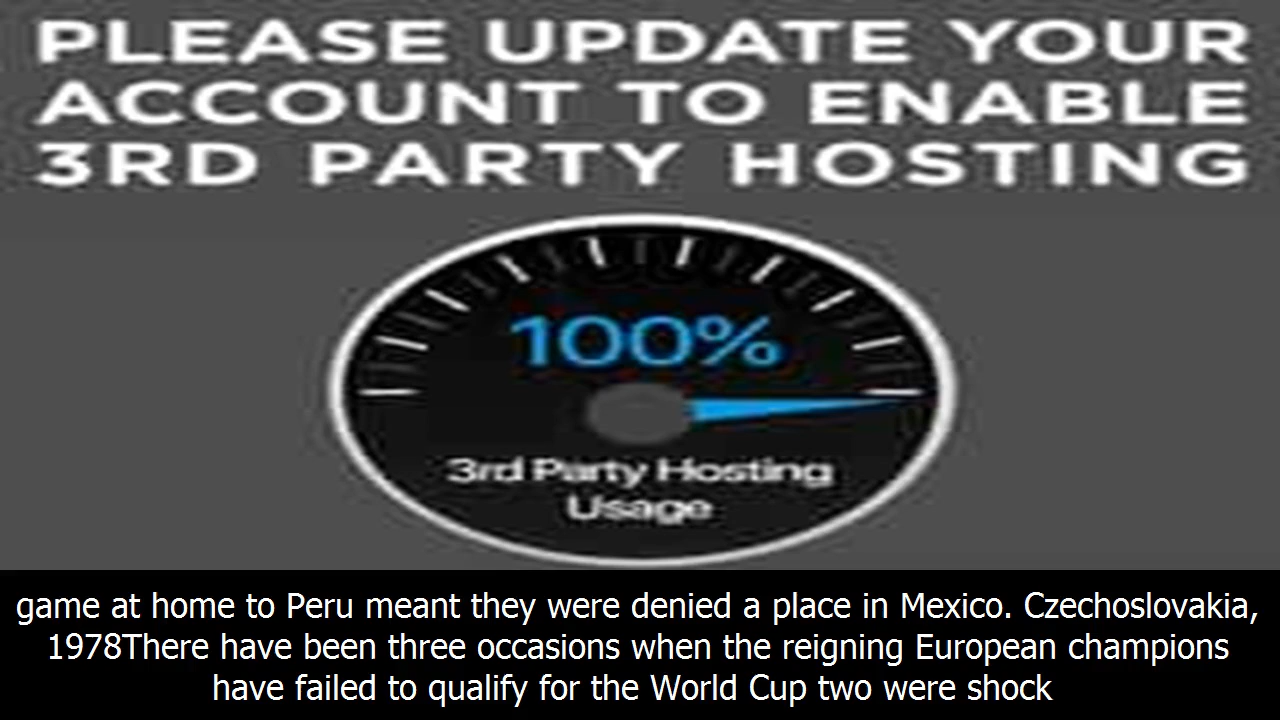 PLEASE UPDATE YOUR
ACCOUNT TO ENABLE
3RD PARTY HOSTING
100%
3rd Party Hosting
Usage
game at home to Peru meant they were denied a place in Mexico. Czechoslovakia,
1978There have been three occasions when the reigning European champions
have failed to qualify for the World Cup two were shock